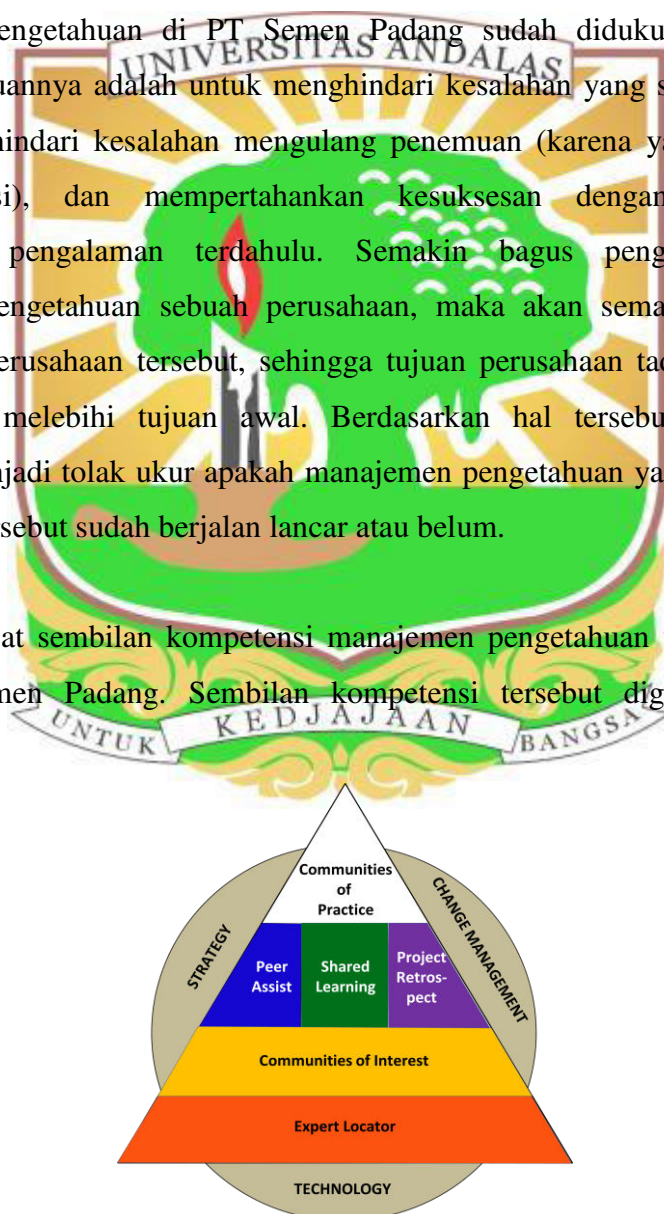 engetahuan di PT Semen Padang sudah diduku
UNIVERSITAS ANDALAS
uannya adalah untuk menghindari kesalahan yang s
hindari kesalahan mengulang penemuan (karena ya
si), dan mempertahankan kesuksesan dengan
pengalaman terdahulu. Semakin bagus peng
engetahuan sebuah perusahaan, maka akan sema
erusahaan tersebut, sehingga tujuan perusahaan tad
melebihi tujuan awal. Berdasarkan hal tersebu
njadi tolak ukur apakah manajemen pengetahuan ya
sebut sudah berjalan lancar atau belum.
at sembilan kompetensi manajemen pengetahuan
men Padang. Sembilan kompetensi tersebut dig
UNTUK KEDJAJAAN BANGSA
Communities
of
Practice
STRATEGY
CHANGE MANAGEMENT
Peer
Assist
Shared
Learning
Project
Retros-
pect
Communities of Interest
Expert Locator
TECHNOLOGY